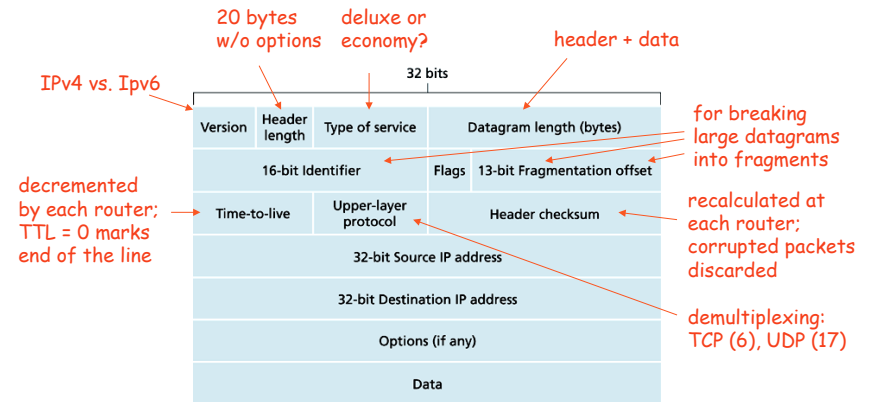 20 bytes
w/o options
deluxe or
economy?
header + data
32 bits
IPv4 vs. Ipv6
Version
Header
length
Type of service
Datagram length (bytes)
for breaking
large datagrams
into fragments
16-bit Identifier
Flags
13-bit Fragmentation offset
decremented
by each router;
TTL = 0 marks
end of the line
Time-to-live
Upper-layer
protocol
Header checksum
recalculated at
each router;
corrupted packets
discarded
32-bit Source IP address
32-bit Destination IP address
demultiplexing:
TCP (6), UDP (17)
Options (if any)
Data